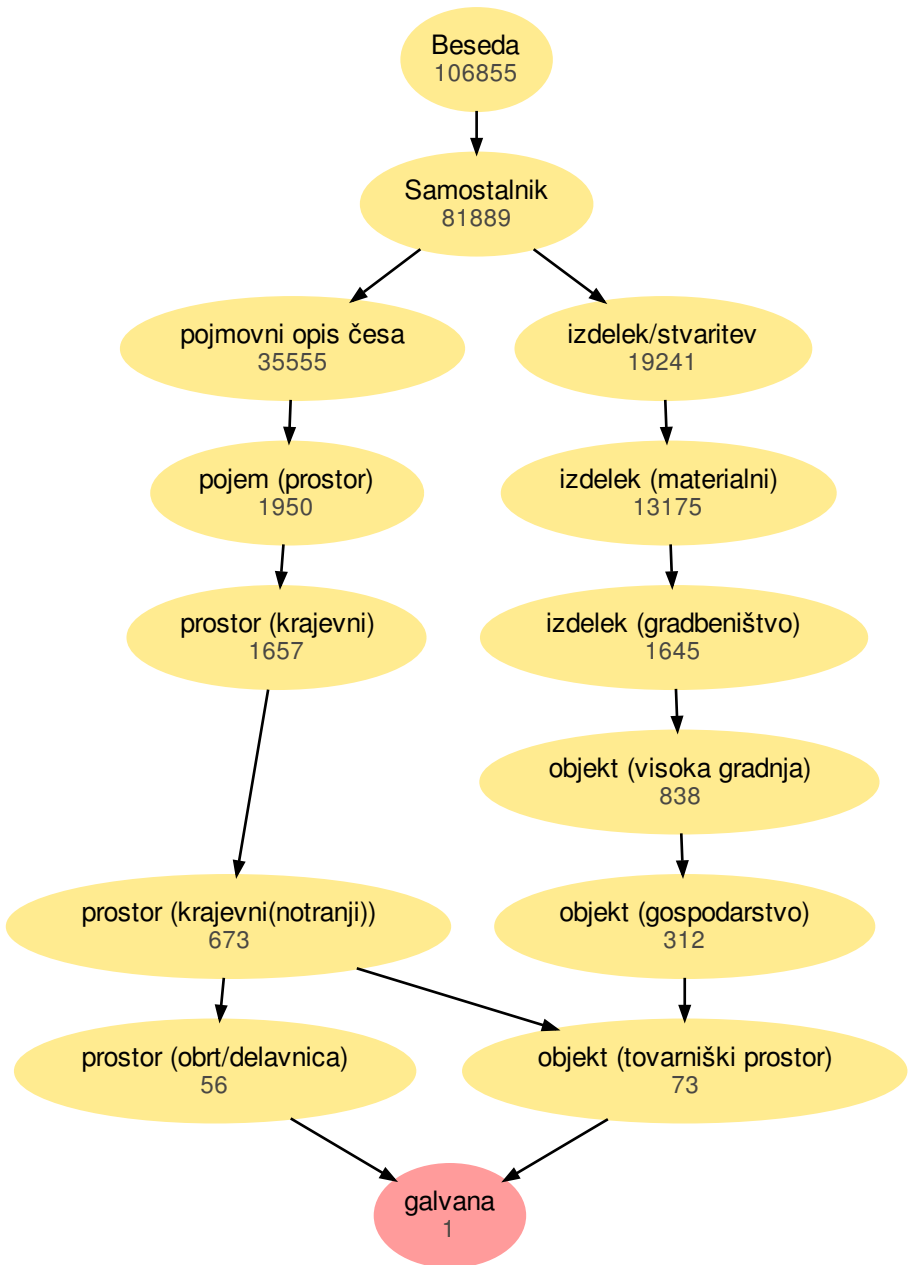 Beseda
106855
Samostalnik
81889
pojmovni opis česa
35555
izdelek/stvaritev
19241
pojem (prostor)
1950
izdelek (materialni)
13175
prostor (krajevni)
1657
izdelek (gradbeništvo)
1645
objekt (visoka gradnja)
838
prostor (krajevni(notranji))
673
objekt (gospodarstvo)
312
prostor (obrt/delavnica)
56
objekt (tovarniški prostor)
73
galvana
1